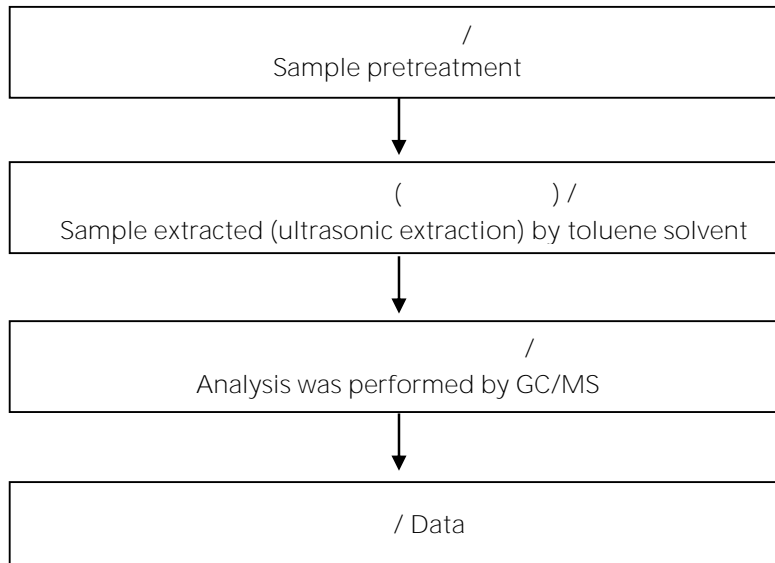 /
Sample pretreatment
( ) /
Sample extracted (ultrasonic extraction) by toluene solvent
/
Analysis was performed by GC/MS
/ Data